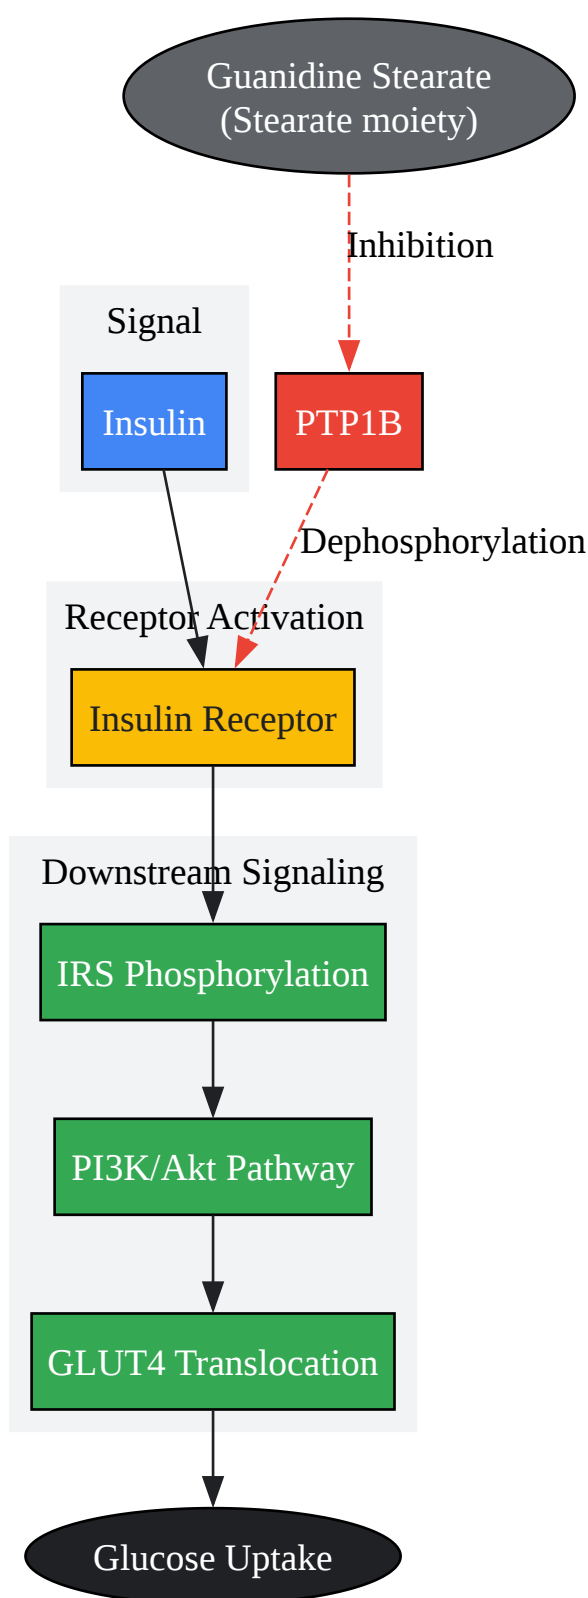 Guanidine Stearate
(Stearate moiety)
Inhibition
Signal
Insulin
PTP1B
Dephosphorylation
Receptor Activation
Insulin Receptor
Downstream Signaling
IRS Phosphorylation
PI3K/Akt Pathway
GLUT4 Translocation
Glucose Uptake